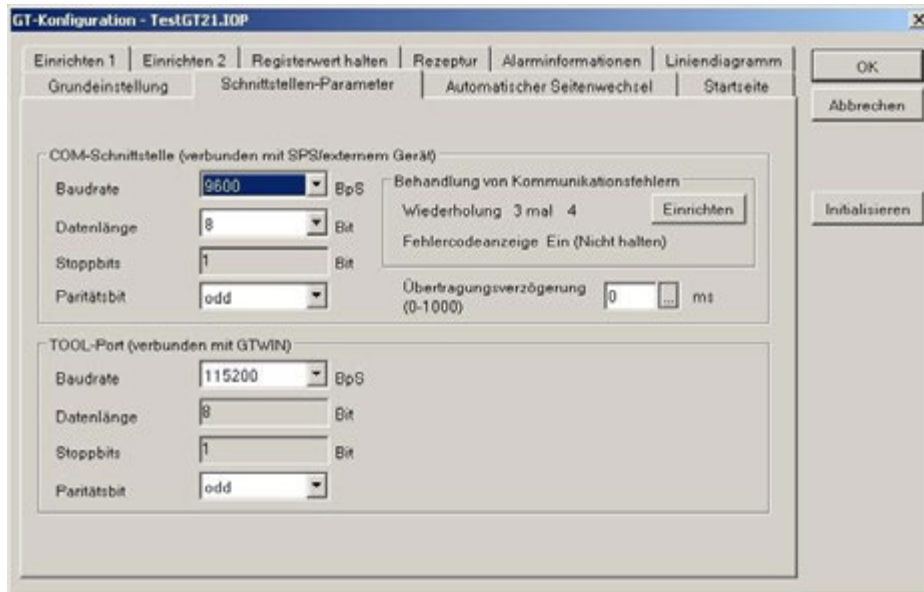 GT-Konfiguration - TestGT21.IOP
Einrichten 1 Einrichten 2 Registerwert halten Rezeptur Alarminformationen Liniendiagramm
Grundeinstellung Schnittstellen-Parameter Automatischer Seitenwechsel Startseite
OK
Abbrechen
Initialisieren
COM-Schnittstelle (verbunden mit SPS/externem Gerät)
Baudrate 9600 BpS
Datenlänge 8 Bit
Stoppbits 1 Bit
Paritätsbit odd
Behandlung von Kommunikationsfehlern
Wiederholung 3 mal 4 Einrichten
Fehlercodeanzeige Ein (Nicht halten)
Übertragungsverzögerung
(0-1000) 0 ... ms
TOOL-Port (verbunden mit GTWIN)
Baudrate 115200 BpS
Datenlänge 8 Bit
Stoppbits 1 Bit
Paritätsbit odd